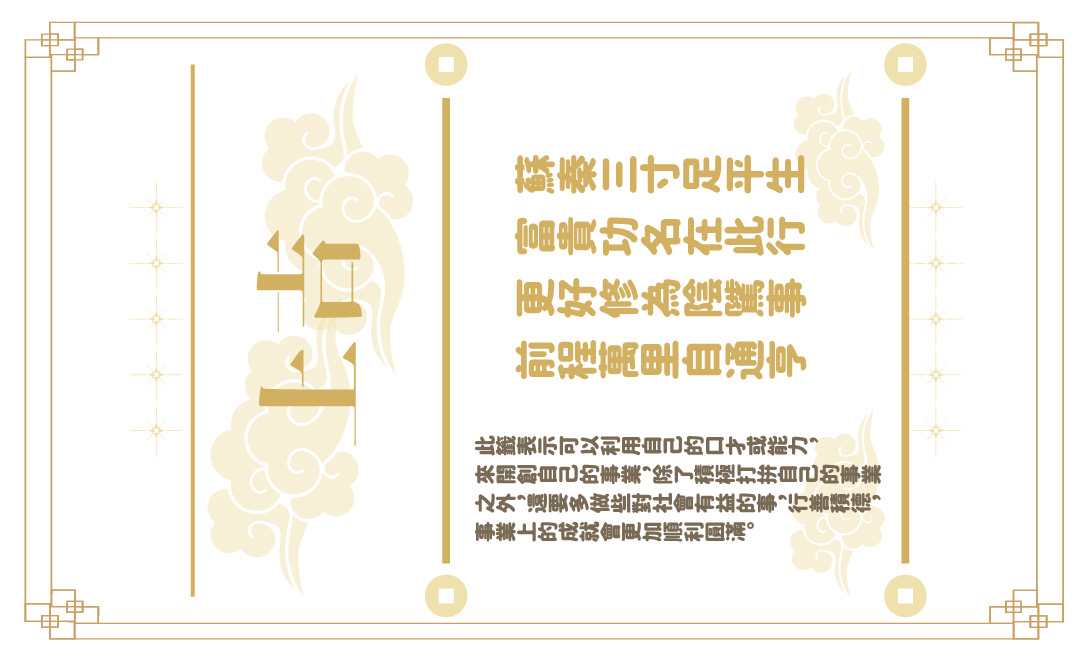 上吉
蘇秦三寸足平生
富貴功名在此行
更好修為陰騭事
前程萬里自通亨
此籤表示可以利用自己的口才或能力，
來開創自己的事業，除了積極打拚自己的事業
之外，還要多做些對社會有益的事，行善積德，
事業上的成就會更加順利圓滿。